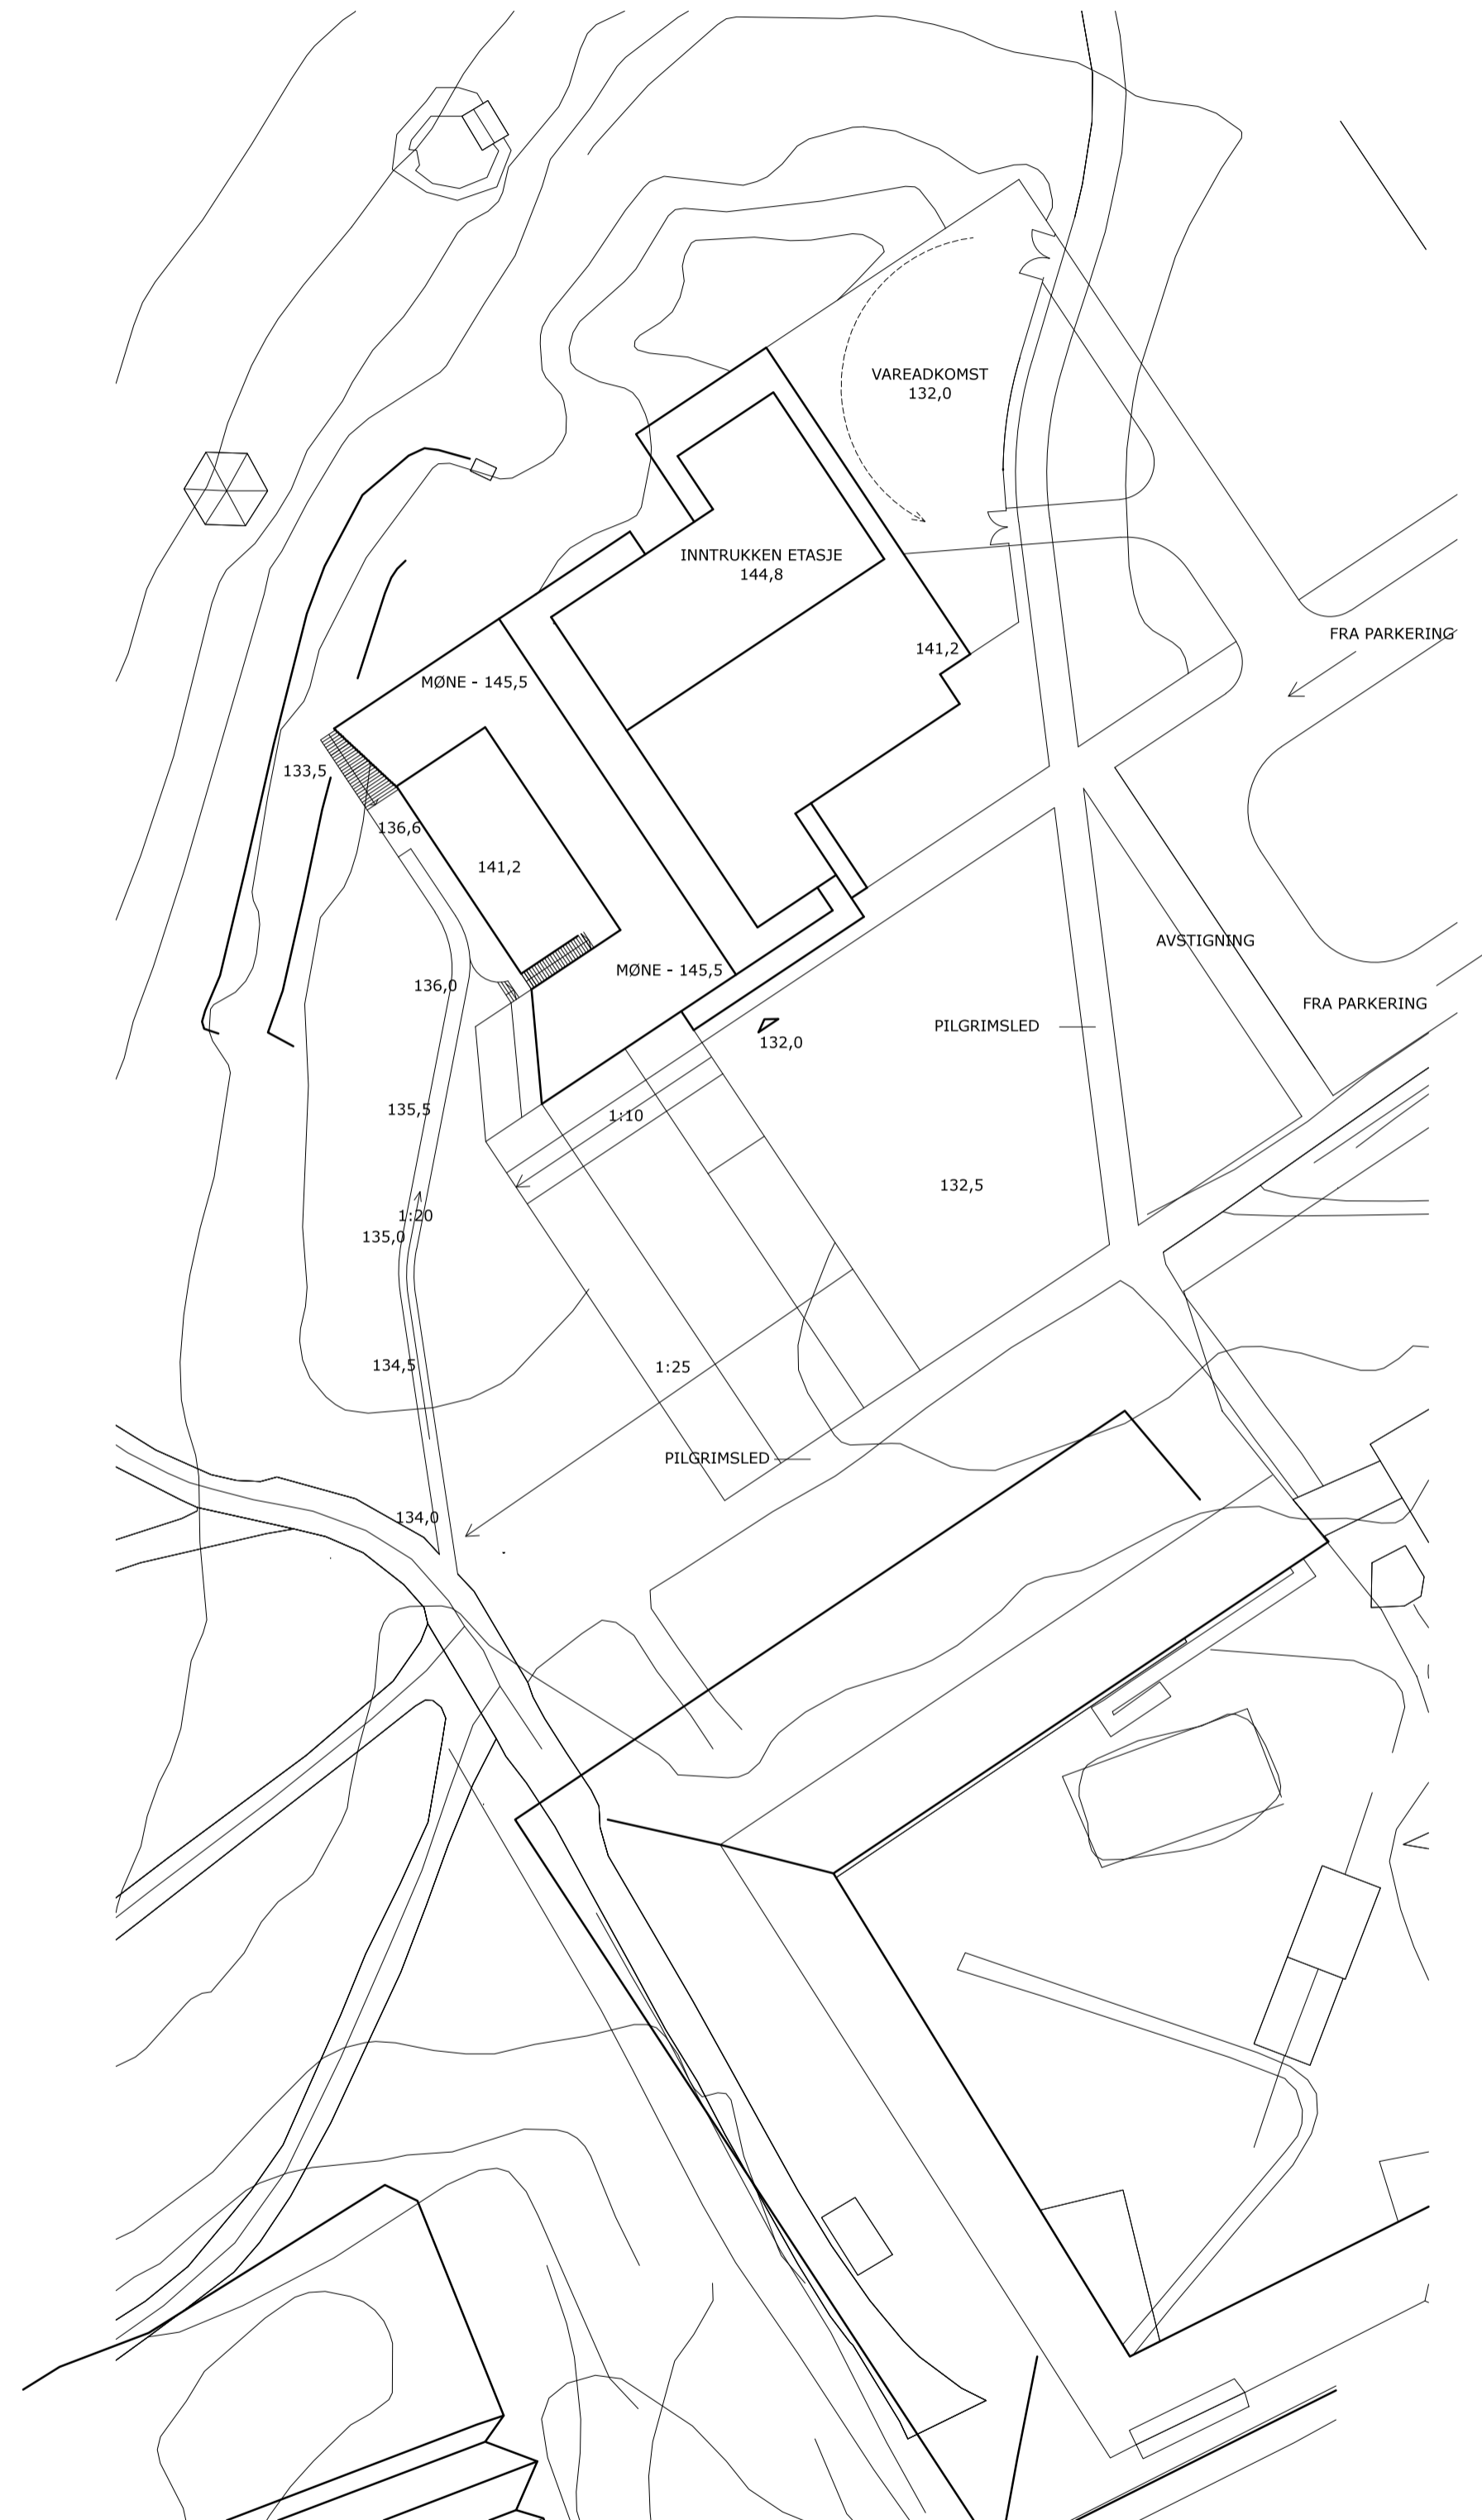 VAREADKOMST
132,0
INNTRUKKEN ETASJE
144,8
FRA PARKERING
141,2
MØNE - 145,5
133,5
136,6
141,2
AVSTIGNING
MØNE - 145,5
136,0
FRA PARKERING
PILGRIMSLED
132,0
135,5
1:10
132,5
1:20
135,0
134,5
1:25
PILGRIMSLED
134,0